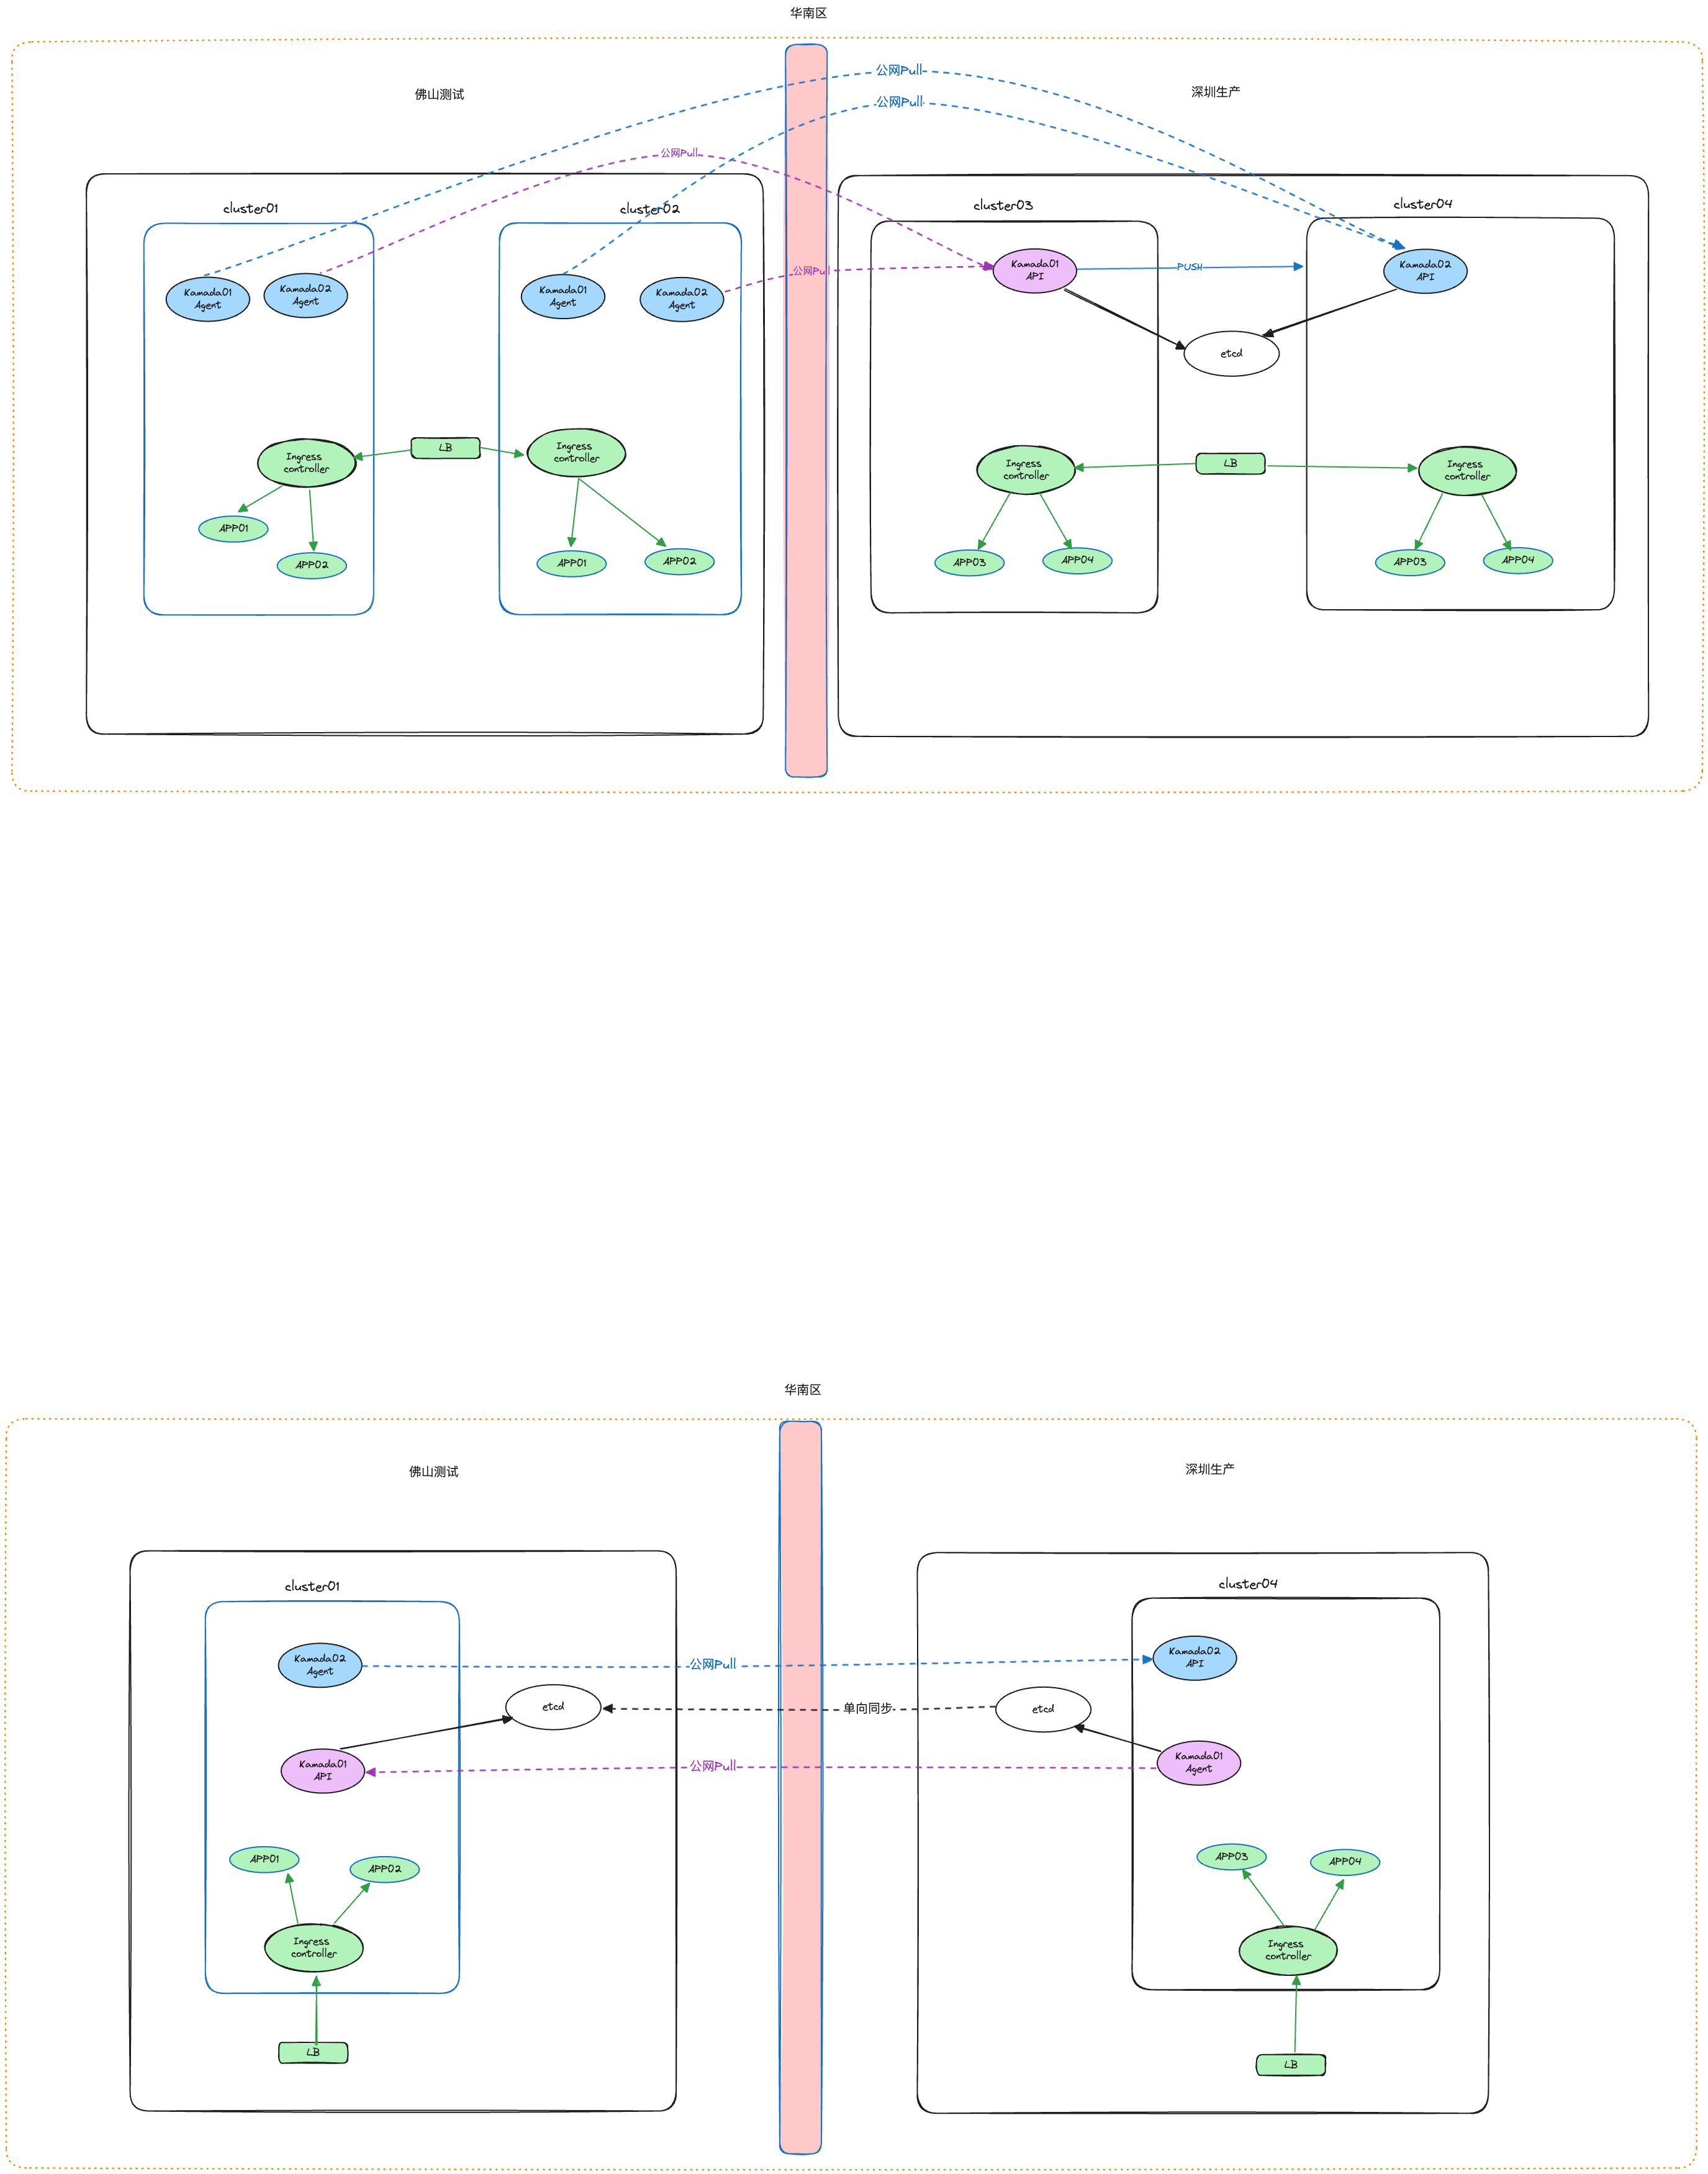 华南区
公网Pull
佛山测试
深圳生产
公网Pull
公网Pull
cluster01
cluster02
cluster03
cluster04
Kamada01
Agent
Kamada02
Agent
Kamada01
Agent
Kamada02
Agent
公网Pull
Kamada01
API
PUSH
Kamada02
API
etcd
Ingress
controller
LB
Ingress
controller
Ingress
controller
LB
Ingress
controller
APP01
APP02
APP01
APP02
APP03
APP04
APP03
APP04
华南区
佛山测试
深圳生产
cluster01
cluster04
Kamada02
Agent
公网Pull
Kamada02
API
etcd
单向同步
etcd
Kamada01
API
公网Pull
Kamada01
Agent
APP01
APP02
APP03
APP04
Ingress
controller
Ingress
controller
LB
LB